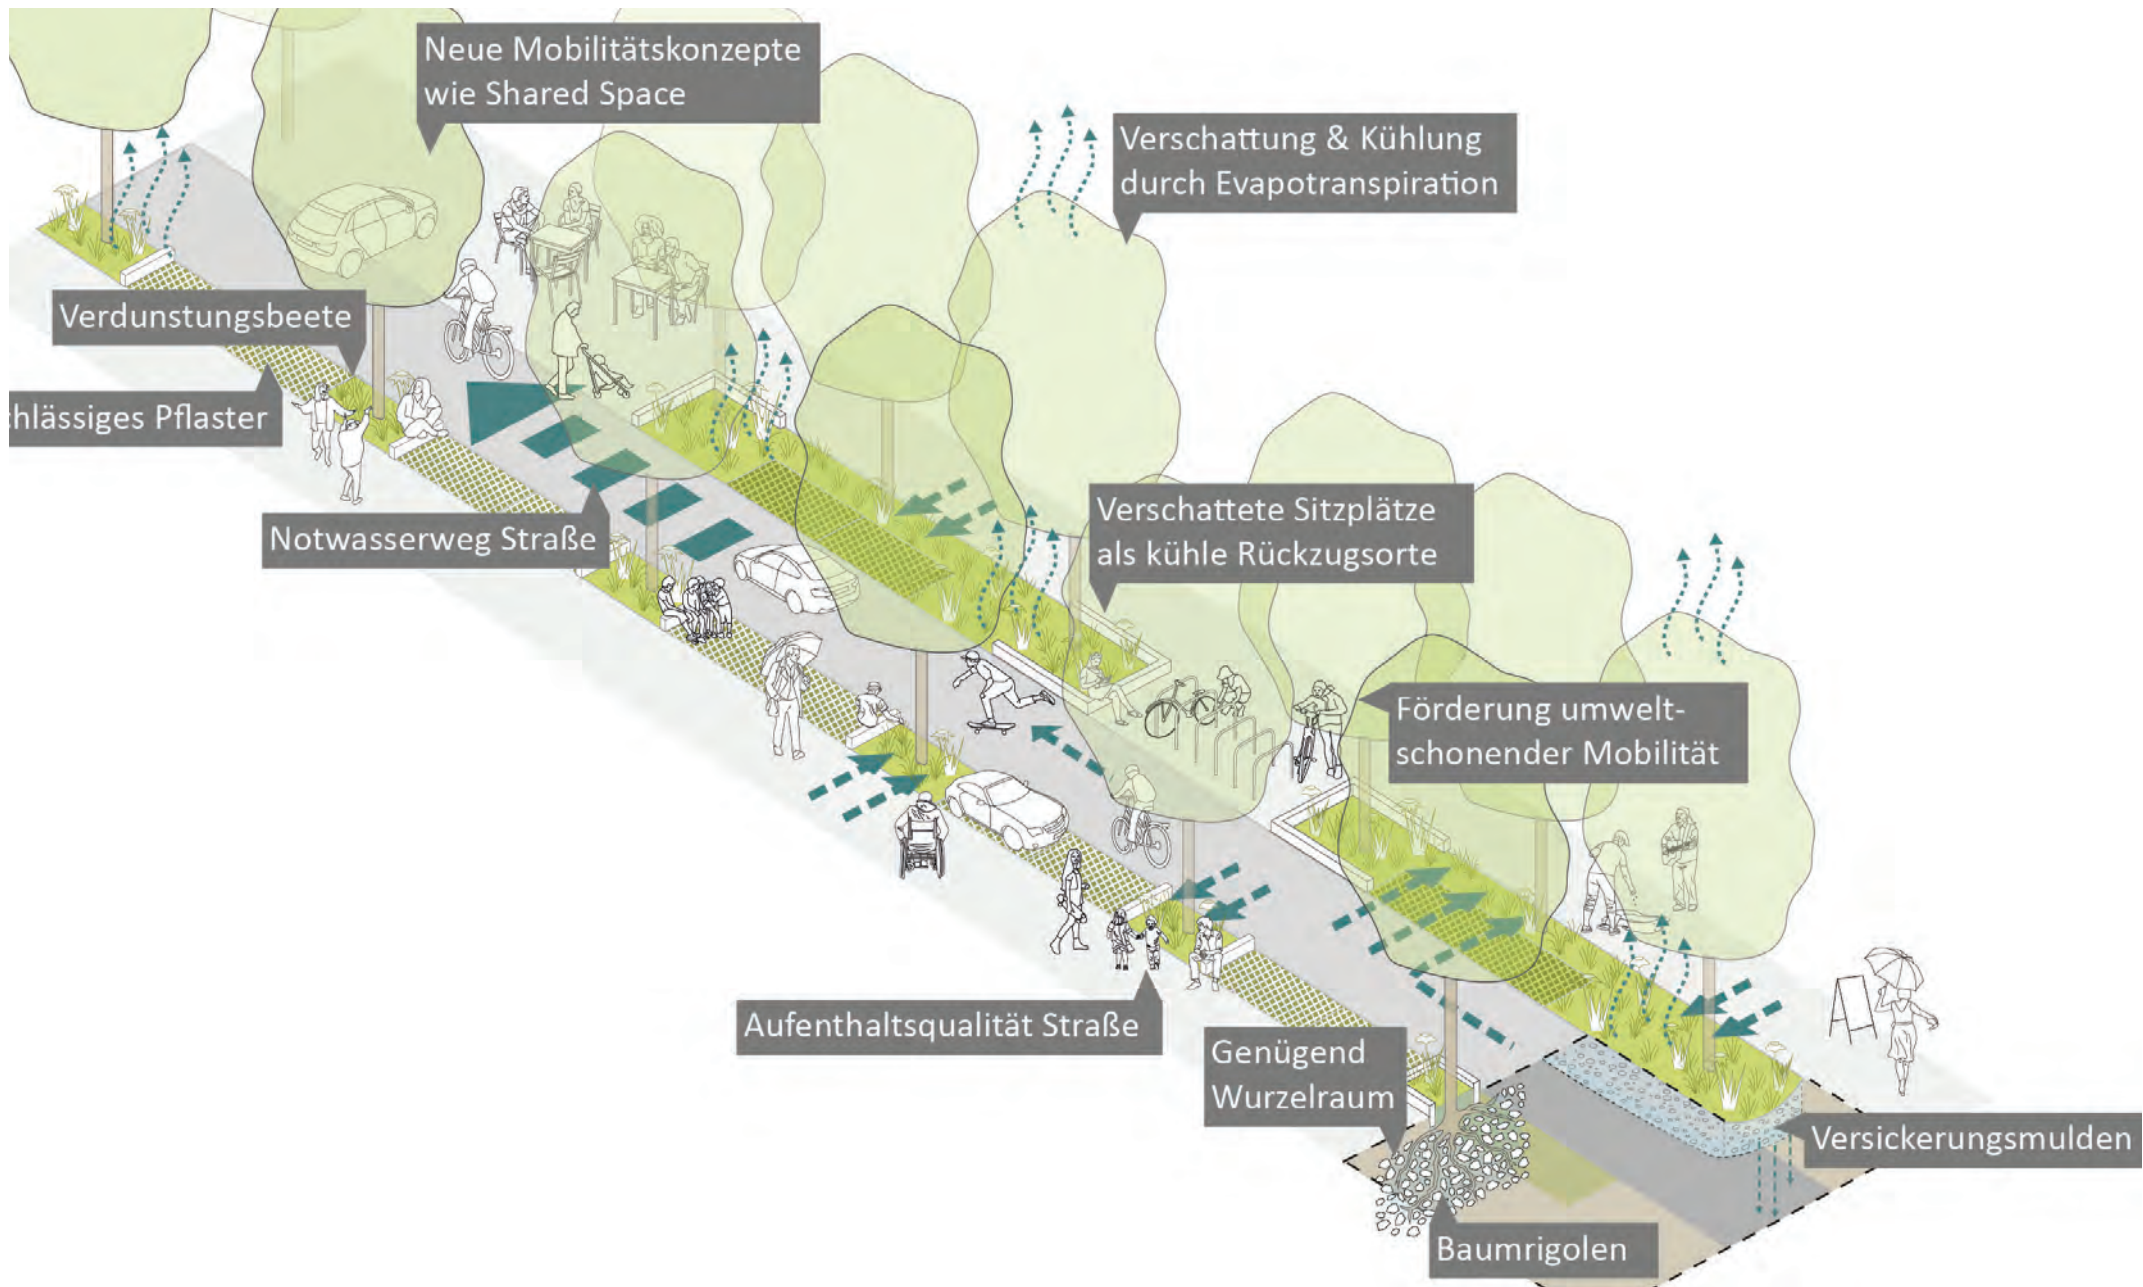 Neue Mobilitätskonzepte
wie Shared Space
Verschattung & Kühlung
durch Evapotranspiration
Verdunstungsbeete
chlässiges Pflaster
Notwasserweg Straße
Verschattete Sitzplätze
als kühle Rückzugsorte
Förderung umwelt-
schonender Mobilität
Aufenthaltsqualität Straße
Genügend
Wurzelraum
Versickerungsmulden
Baumrigolen